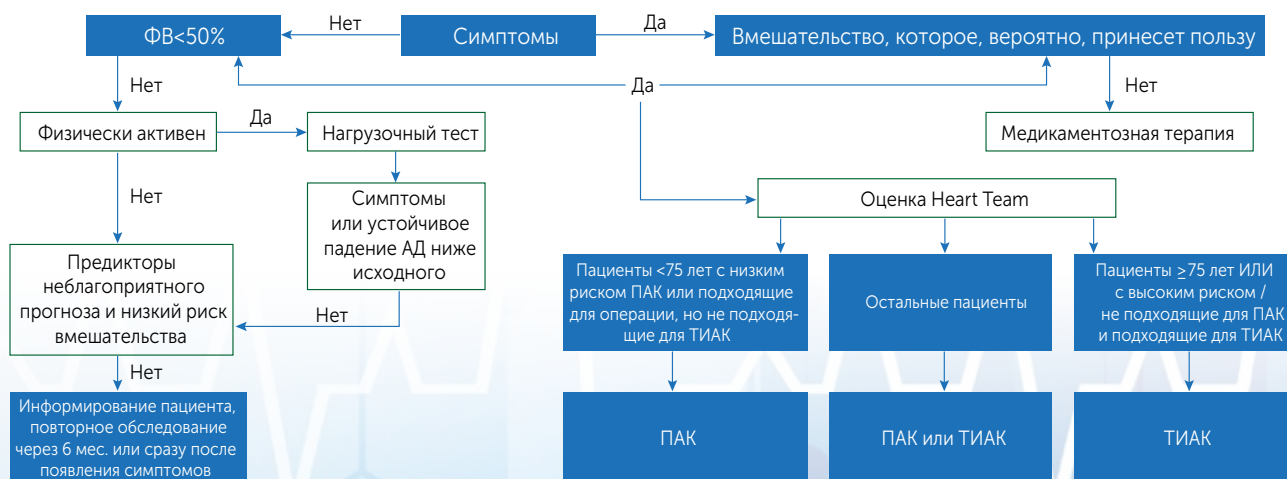 ФВ<50%
Нет
Симптомы
Да
Вмешательство, которое, вероятно, принесет пользу
Нет
Да
Нет
Физически активен
Да
Нагрузочный тест
Медикаментозная терапия
Нет
Симптомы
или устойчивое
падение АД ниже
исходного
Оценка Heart Team
Предикторы
неблагоприятного
прогноза и низкий риск
вмешательства
Нет
Пациенты <75 лет с низким
риском ПАК или подходящие
для операции, но не подходя-
щие для ТИАК
Остальные пациенты
Пациенты ≥75 лет ИЛИ
с высоким риском /
не подходящие для ПАК
и подходящие для ТИАК
Нет
Информирование пациента,
повторное обследование
через 6 мес. или сразу после
появления симптомов
ПАК
ПАК или ТИАК
ТИАК